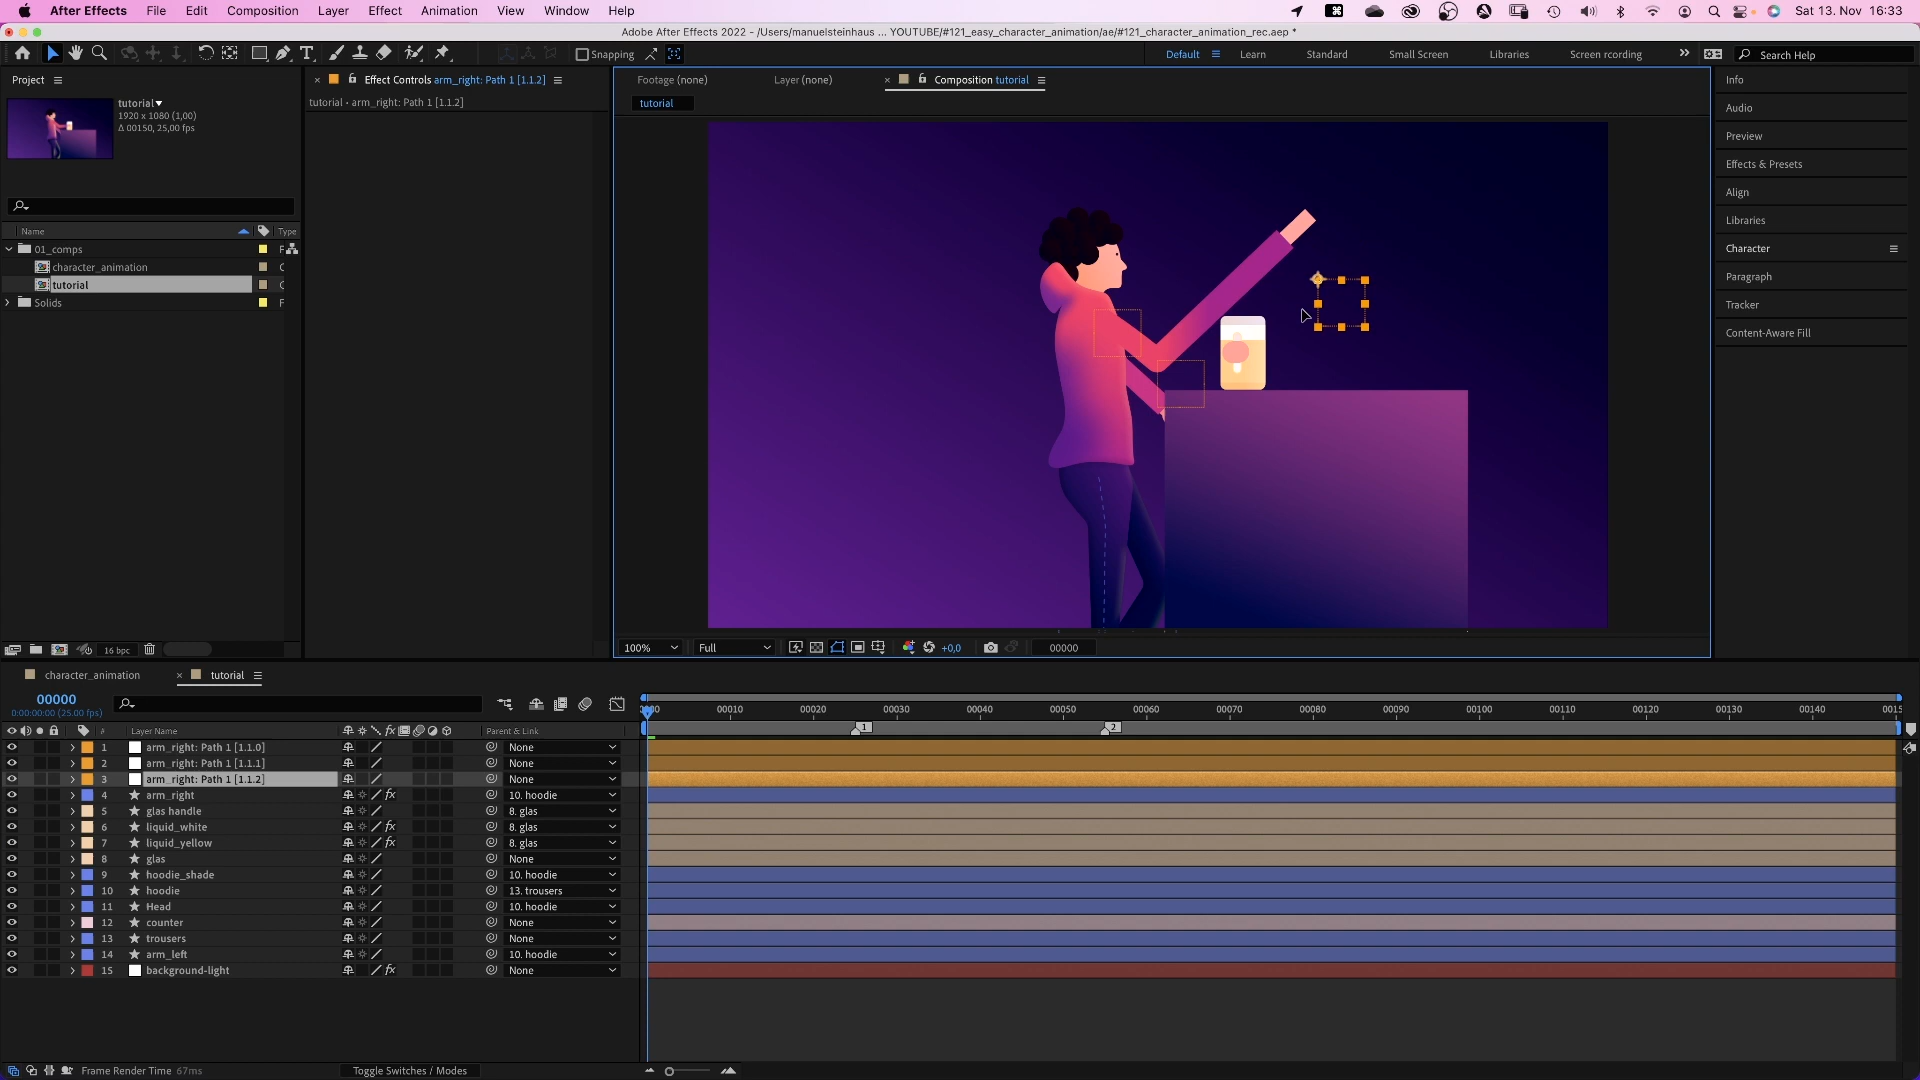 After Effects File Edit Composition Layer Effect Animation View Window Help Sat 13. Nov 16:33
Adobe After Effects 2022 - /Users/manuelsteinhaus ... YOUTUBE/#121_easy_character_animation/ae/#121_character_animation_rec.aep *
Snapping Default Learn Standard Small Screen Libraries Screen rcording Search Help
Project
Effect Controls arm_right: Path 1 [1.1.2]
Footage (none) Layer (none) Composition tutorial
tutorial · arm_right: Path 1 [1.1.2]
tutorial
tutorial
1920 x 1080 (1,00)
Δ 00150, 25,00 fps
Name Type
01_comps F
character_animation C
tutorial C
Solids F
16 bpc
100% Full +0,0 00000
Info
Audio
Preview
Effects & Presets
Align
Libraries
Character
Paragraph
Tracker
Content-Aware Fill
character_animation tutorial
00000
0:00:00:00 (25.00 fps)
00010 00020 00030 00040 00050 00060 00070 00080 00090 00100 00110 00120 00130 00140 0015
1 2
# Layer Name fx Parent & Link
1 arm_right: Path 1 [1.1.0] None
2 arm_right: Path 1 [1.1.1] None
3 arm_right: Path 1 [1.1.2] None
4 arm_right fx 10. hoodie
5 glas handle 8. glas
6 liquid_white fx 8. glas
7 liquid_yellow fx 8. glas
8 glas None
9 hoodie_shade 10. hoodie
10 hoodie 13. trousers
11 Head 10. hoodie
12 counter None
13 trousers None
14 arm_left 10. hoodie
15 background-light fx None
Frame Render Time 67ms Toggle Switches / Modes